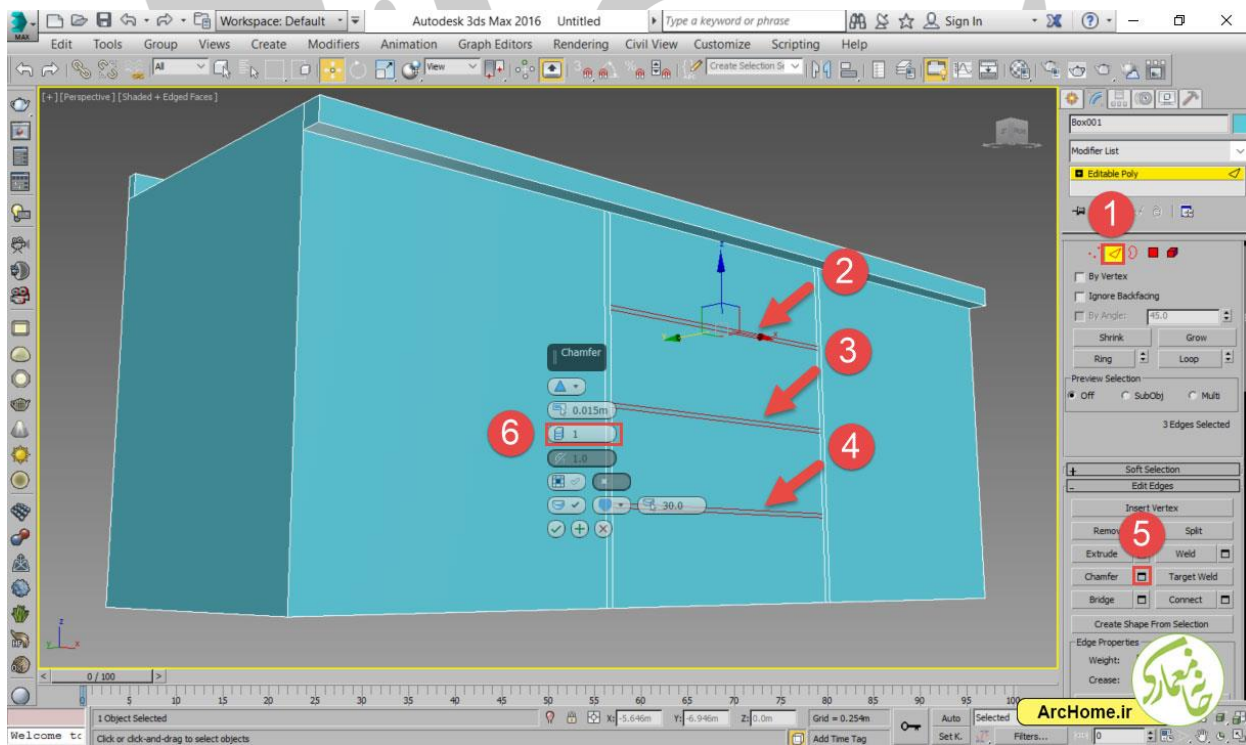 Workspace: Default
Autodesk 3ds Max 2016 Untitled
Type a keyword or phrase
Sign In
MAX
Edit Tools Group Views Create Modifiers Animation Graph Editors Rendering Civil View Customize Scripting Help
All
View
Create Selection Se
[+] [Perspective] [Shaded + Edged Faces]
Box001
Modifier List
Editable Poly
1
By Vertex
Ignore Backfacing
By Angle: 45.0
Shrink Grow
Ring Loop
Preview Selection
Off SubObj Multi
3 Edges Selected
Soft Selection
Edit Edges
Insert Vertex
Split
Extrude Weld
Chamfer Target Weld
Bridge Connect
Create Shape From Selection
Edge Properties
Weight:
Crease:
2
3
4
5
6
z
x
y
Chamfer
0.015m
1
1.0
30.0
z
y x
0 / 100
0 5 10 15 20 25 30 35 40 45 50 55 60 65 70 75 80 85 90 95 100
1 Object Selected
X: -5.646m Y: -6.946m Z: 0.0m
Grid = 0.254m
Auto Selected
Welcome to
Click or click-and-drag to select objects
Add Time Tag
Set K. Filters...
0
ArcHome.ir
خانه معماری